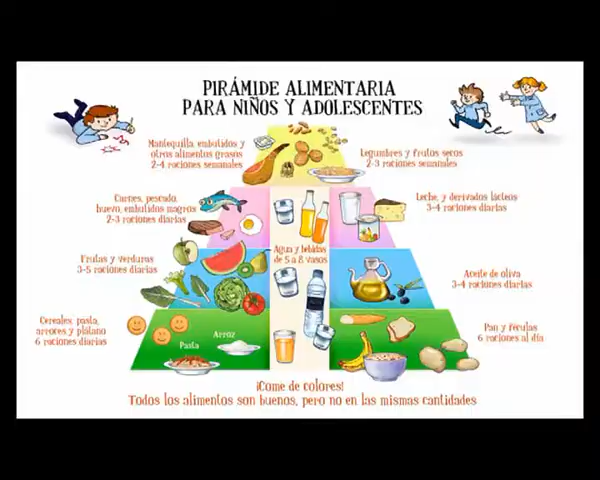 PIRÁMIDE ALIMENTARIA
PARA NIÑOS Y ADOLESCENTES
Mantequilla, embutidos y
otros alimentos grasos
2-4 raciones semanales
Legumbres y frutos secos
2-3 raciones semanales
Carnes, pescado,
huevo, embutidos magros
2-3 raciones diarias
Leche, y derivados lácteos
3-4 raciones diarias
Agua y bebidas
de 5 a 8 vasos
Frutas y verduras
3-5 raciones diarias
Aceite de oliva
3-4 raciones diarias
Cereales, pasta,
arroces y plátano
6 raciones diarias
Arroz
Pasta
Pan y férulas
6 raciones al día
¡Come de colores!
Todos los alimentos son buenos, pero no en las mismas cantidades